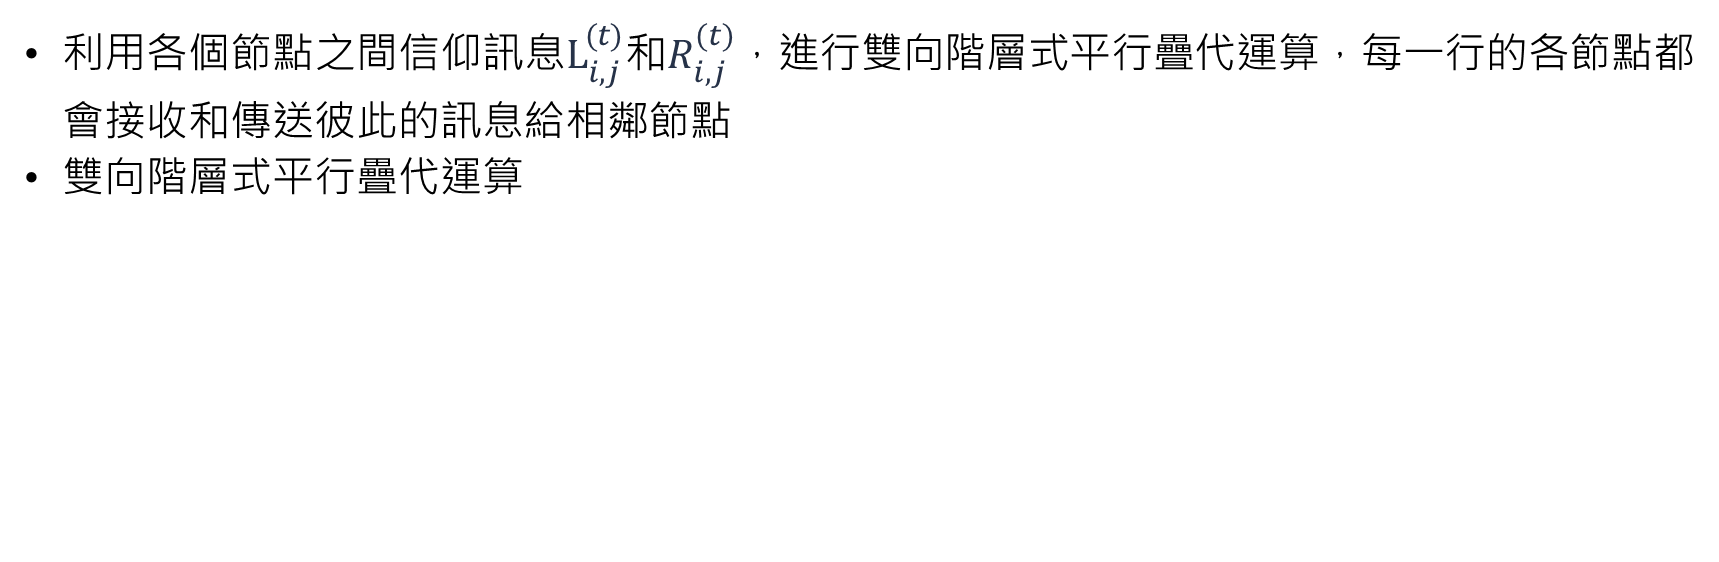 • 利用各個節點之間信仰訊息L_{i,j}^{(t)}和R_{i,j}^{(t)}，進行雙向階層式平行疊代運算，每一行的各節點都
會接收和傳送彼此的訊息給相鄰節點
• 雙向階層式平行疊代運算